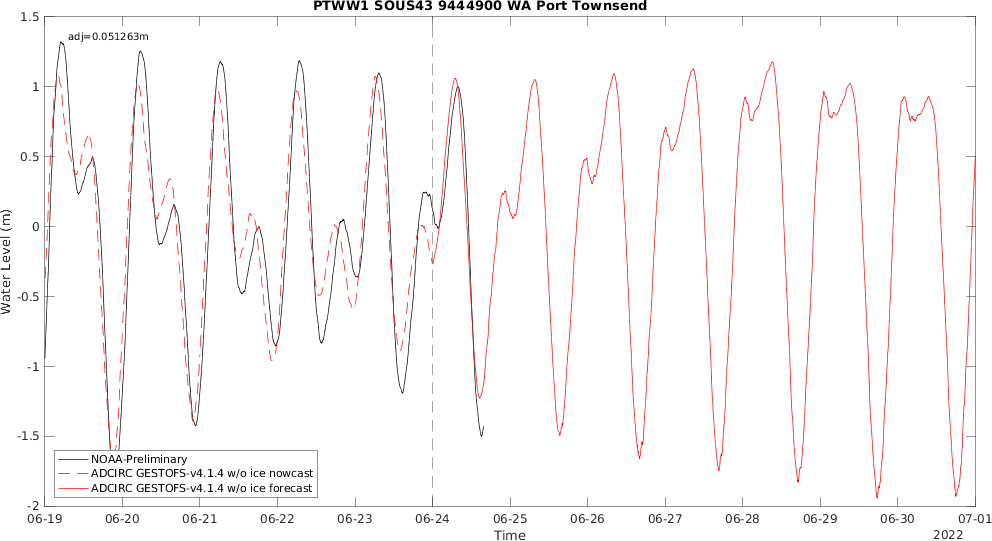 PTWW1 SOUS43 9444900 WA Port Townsend
adj=0.051263m
1.5
1
0.5
0
-0.5
-1
-1.5
-2
Water Level (m)
NOAA-Preliminary
ADCIRC GESTOFS-v4.1.4 w/o ice nowcast
ADCIRC GESTOFS-v4.1.4 w/o ice forecast
06-19 06-20 06-21 06-22 06-23 06-24 06-25 06-26 06-27 06-28 06-29 06-30 07-01
Time
2022